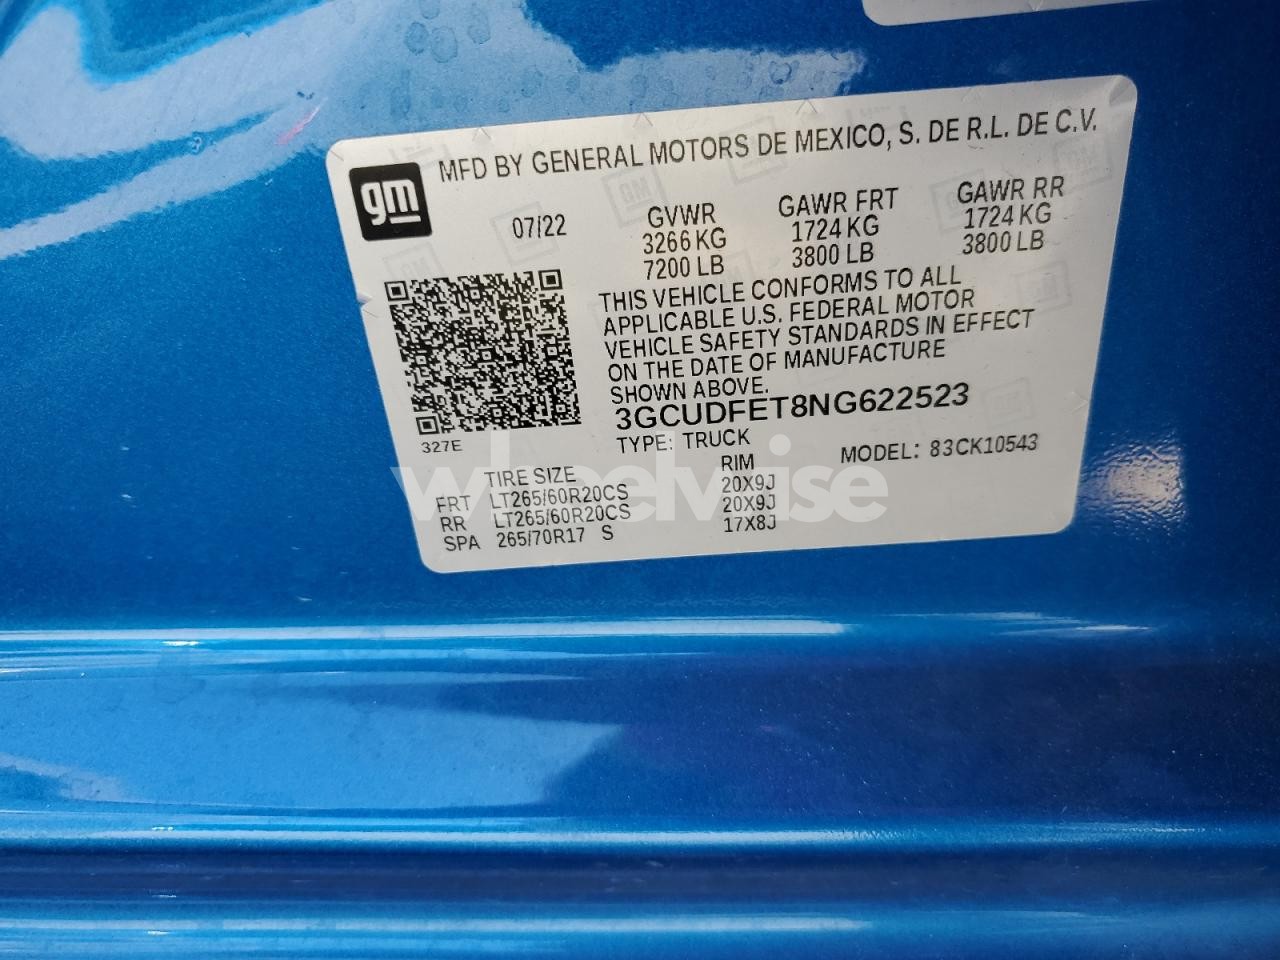 gm
MFD BY GENERAL MOTORS DE MEXICO, S. DE R.L. DE C.V.
07/22
GVWR
3266 KG
7200 LB
GAWR FRT
1724 KG
3800 LB
GAWR RR
1724 KG
3800 LB
THIS VEHICLE CONFORMS TO ALL
APPLICABLE U.S. FEDERAL MOTOR
VEHICLE SAFETY STANDARDS IN EFFECT
ON THE DATE OF MANUFACTURE
SHOWN ABOVE.
3GCUDFET8NG622523
327E
TYPE: TRUCK
MODEL: 83CK10543
TIRE SIZE RIM
FRT LT265/60R20CS 20X9J
RR LT265/60R20CS 20X9J
SPA 265/70R17 S 17X8J
wheelwise